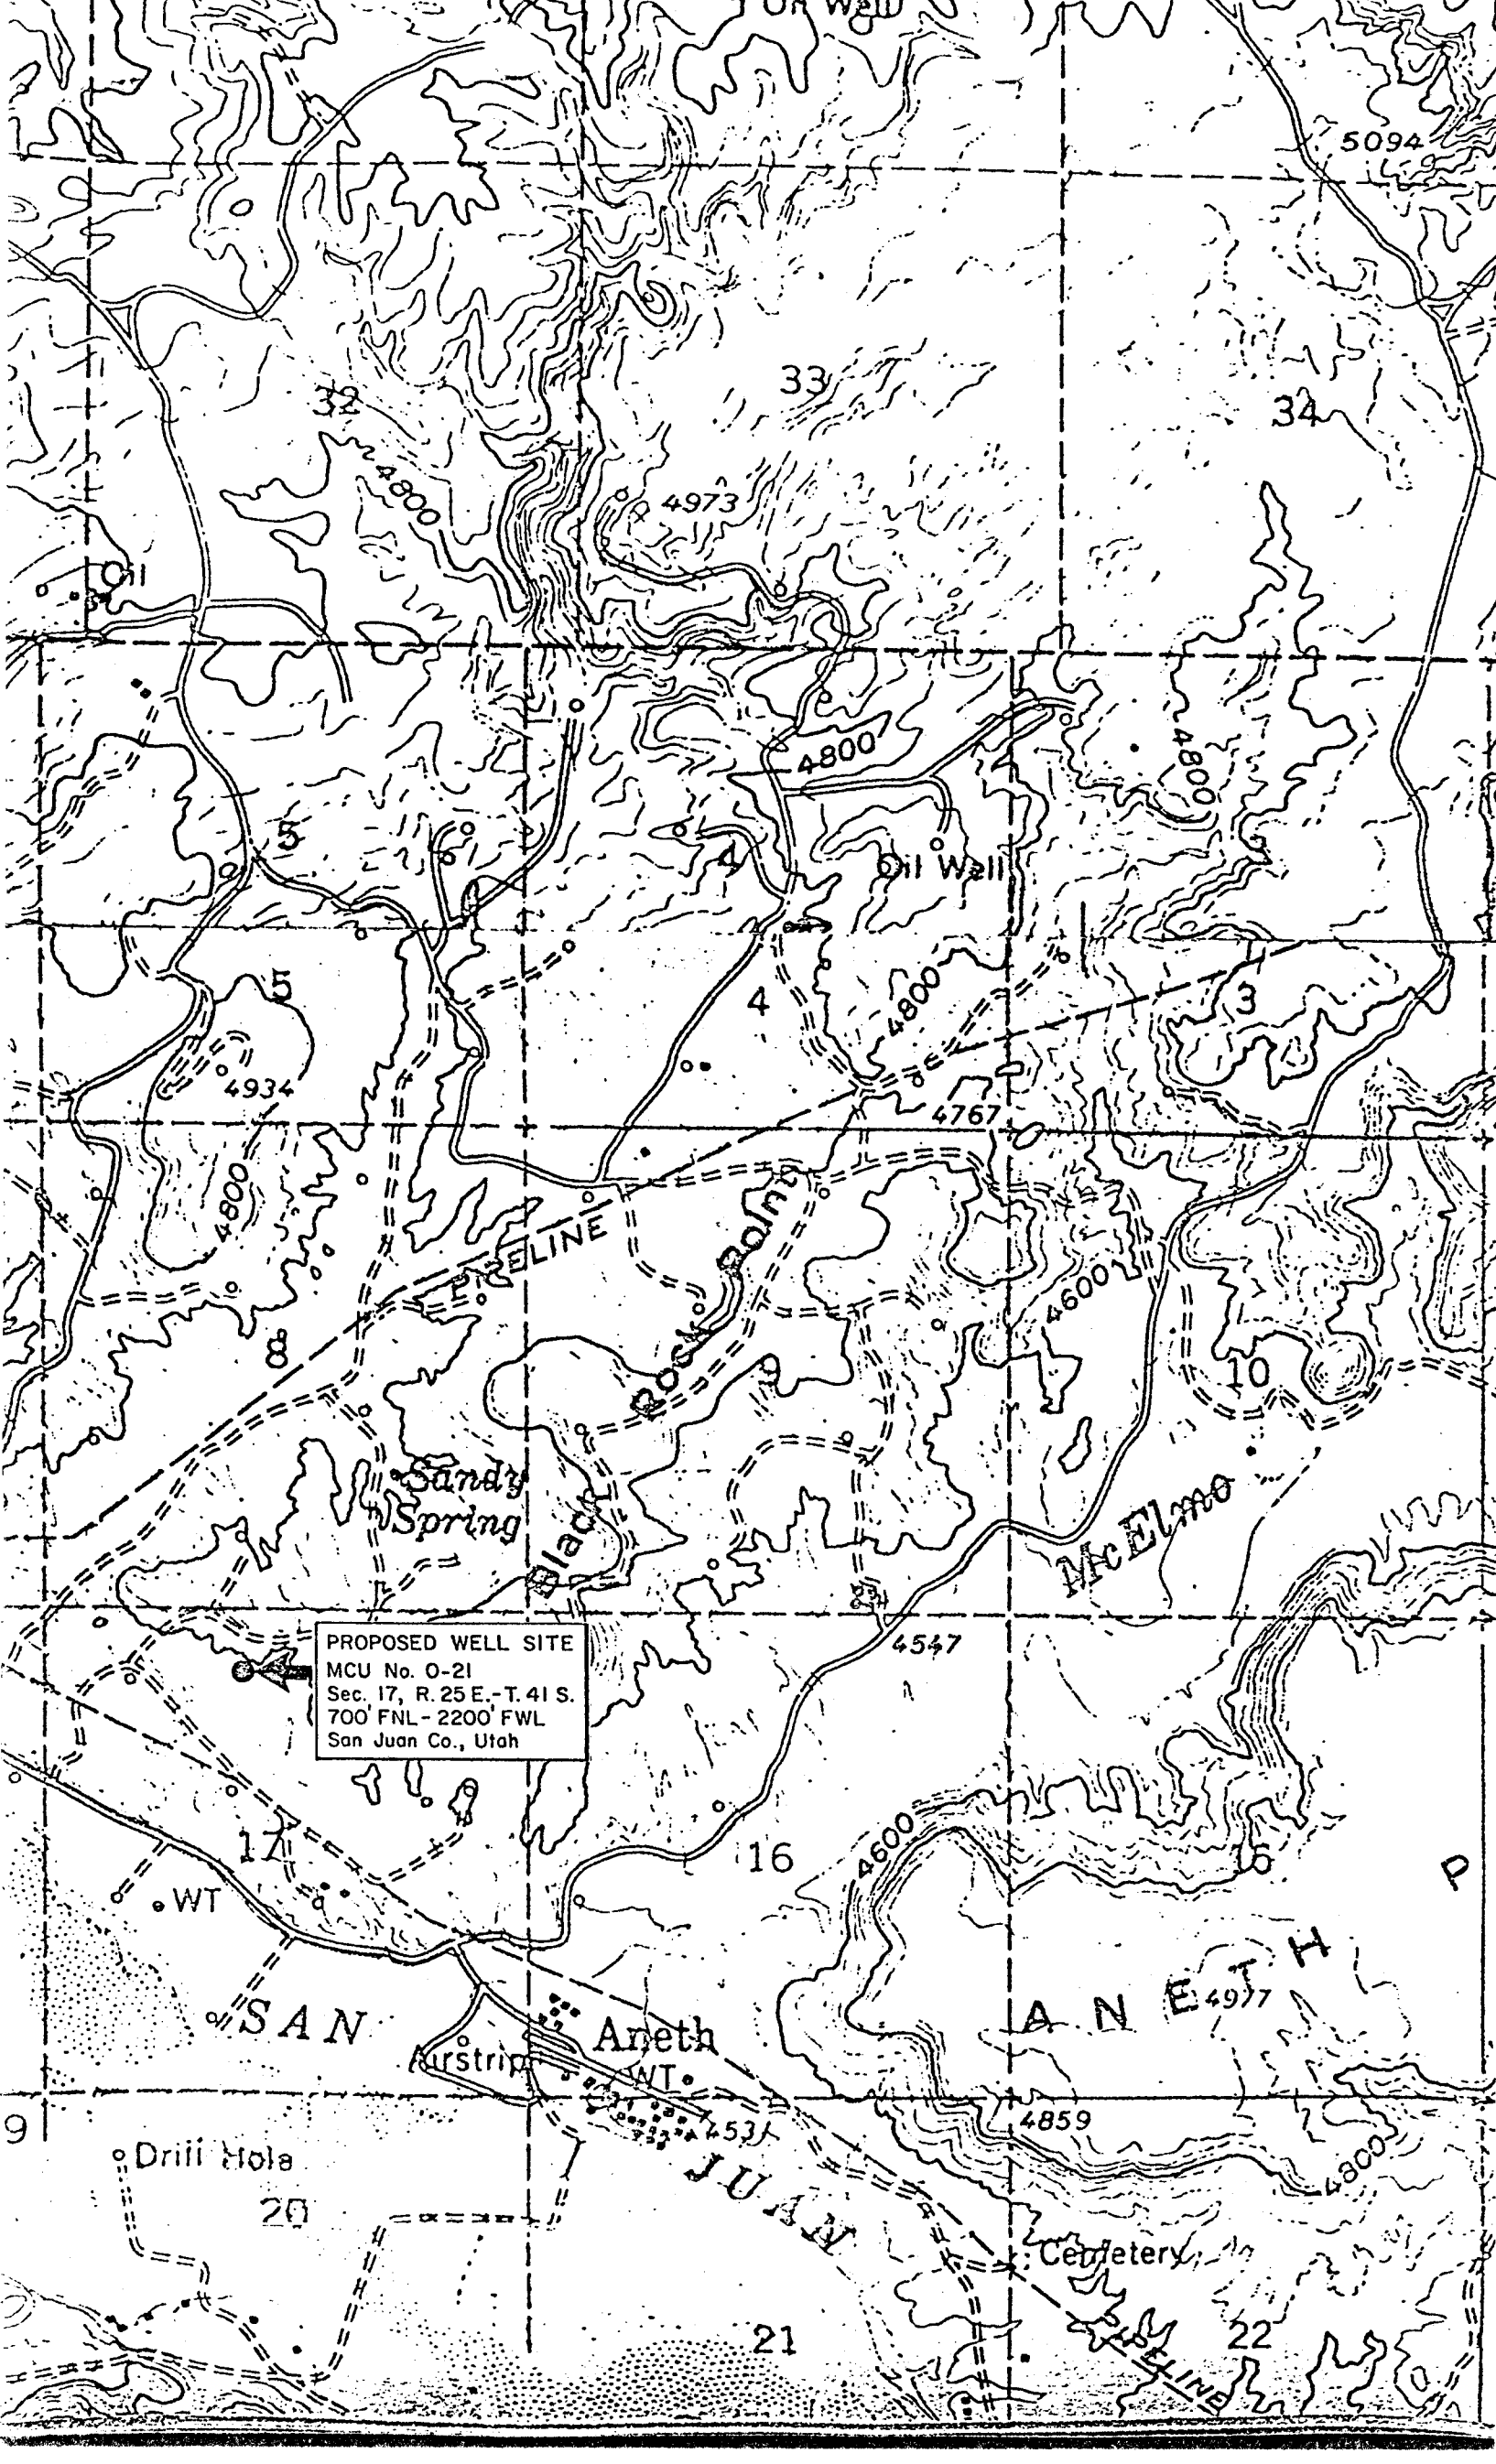 Oil Well
5094
33
32
34
4800
4973
Oil
4800
4800
5
4
Oil Well
5
4
4800
3
4934
4767
4800
PIPELINE
Point
4600
8
Rock
9
10
Sandy
Spring
Black
McElmo
4547
PROPOSED WELL SITE
MCU No. O-21
Sec. 17, R. 25 E.-T. 41 S.
700' FNL - 2200' FWL
San Juan Co., Utah
4600
17
16
15
P
WT
ANETH
4977
SAN
Aneth
Airstrip
WT
9
4531
4859
Drill Hole
4800
JUAN
20
Cemetery
21
22
PIPELINE